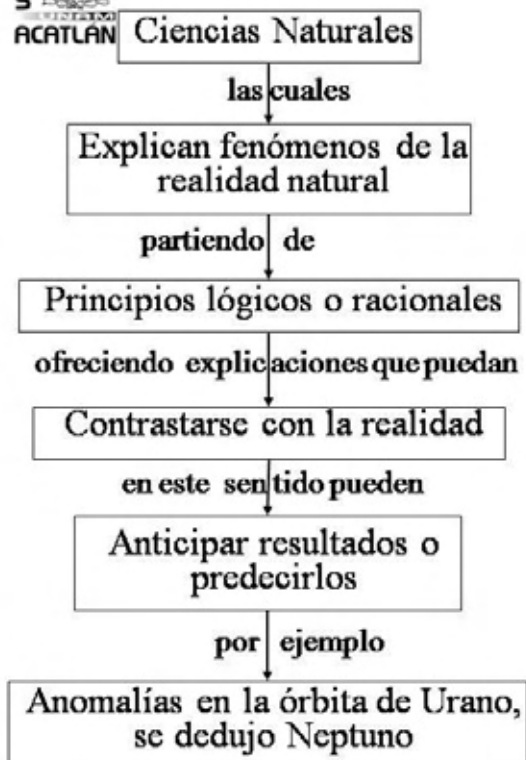 S
UNAM
ACATLÁN
Ciencias Naturales
las cuales
Explican fenómenos de la
realidad natural
partiendo de
Principios lógicos o racionales
ofreciendo explicaciones que puedan
Contrastarse con la realidad
en este sentido pueden
Anticipar resultados o
predecirlos
por ejemplo
Anomalías en la órbita de Urano,
se dedujo Neptuno